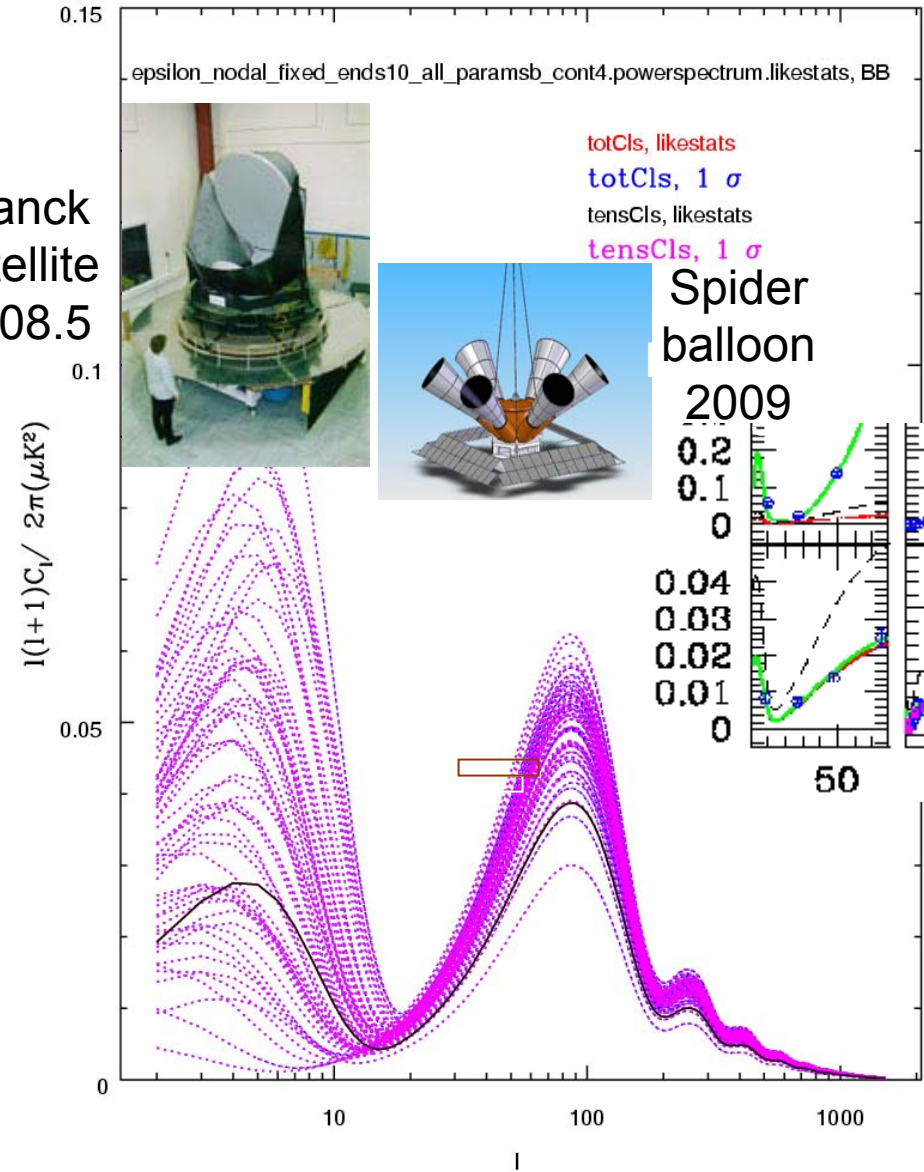 0.15
epsilon_nodal_fixed_ends10_all_paramsb_cont4.powerspectrum.likestats, BB
totCls, likestats
totCls, 1 σ
tensCls, likestats
tensCls, 1 σ
anck
ellite
08.5
Spider
balloon
2009
0.1
0.2
0.1
0
0.04
0.03
0.02
0.01
0
50
l(l+1)Cₗ/ 2π(μK²)
0.05
0
10
100
1000
l